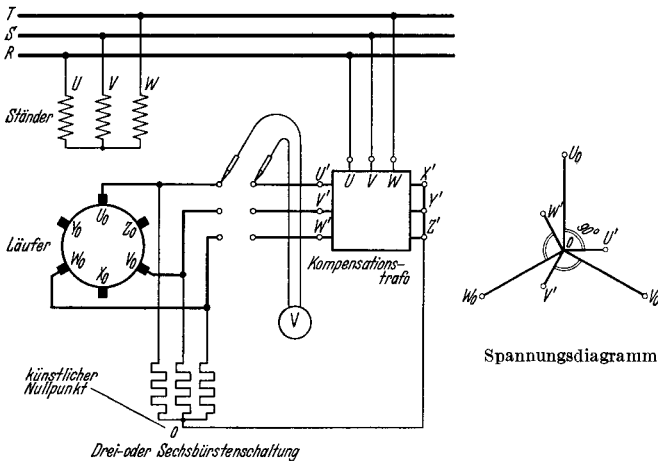 T
S
R
U V W
Ständer
U' U V W X'
V' Y'
W' Z'
Kompensations-
trafo
U₀
Y₀ Z₀
Läufer
W₀ V₀
X₀
V
künstlicher
Nullpunkt
0
Drei- oder Sechsbürstenschaltung
U₀
W' 90°
0 U'
V'
W₀ V₀
Spannungsdiagramm